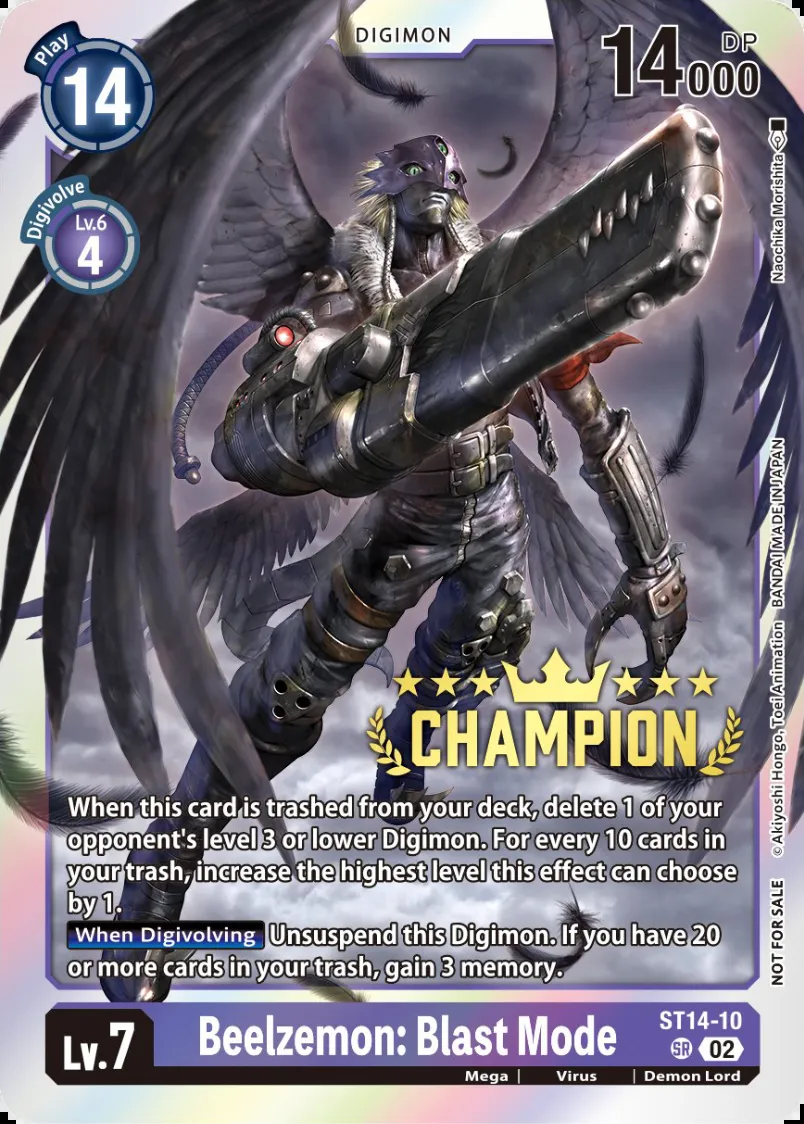 DIGIMON
Play
14
DP
14000
Digivolve
Lv.6
4
Naochika Morishita
CHAMPION
When this card is trashed from your deck, delete 1 of your
opponent's level 3 or lower Digimon. For every 10 cards in
your trash, increase the highest level this effect can choose
by 1.
When Digivolving Unsuspend this Digimon. If you have 20
or more cards in your trash, gain 3 memory.
© Akiyoshi Hongo, Toei Animation BANDAI MADE IN JAPAN
NOT FOR SALE
Lv.7
Beelzemon: Blast Mode
ST14-10
SR 02
Mega | Virus | Demon Lord